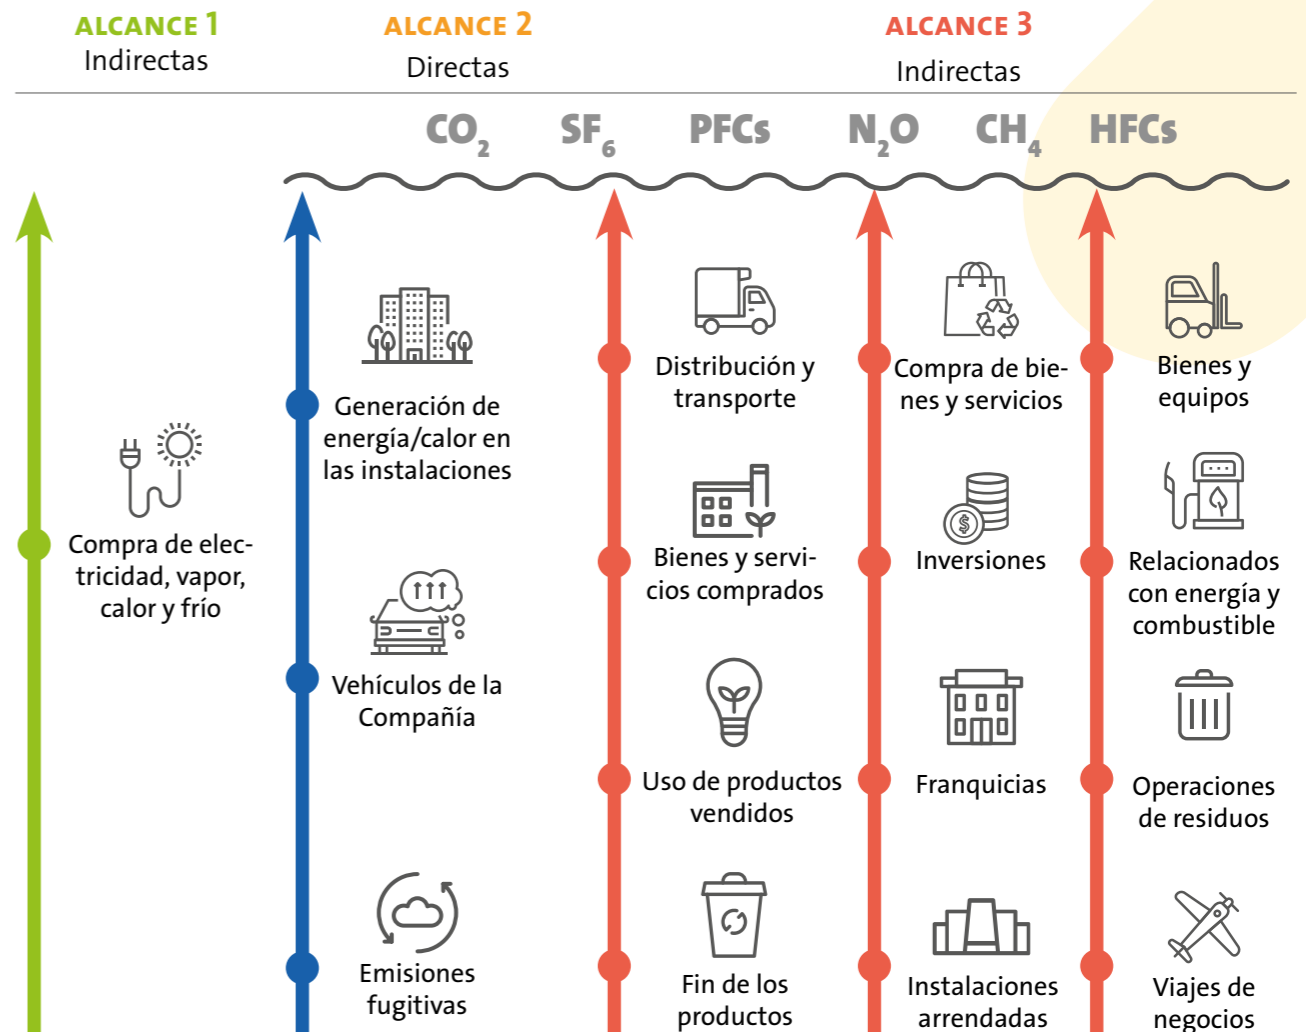 ALCANCE 1
Indirectas
ALCANCE 2
Directas
ALCANCE 3
Indirectas
CO₂ SF₆ PFCs N₂O CH₄ HFCs
Compra de elec-
tricidad, vapor,
calor y frío
Generación de
energía/calor en
las instalaciones
Vehículos de la
Compañía
Emisiones
fugitivas
Distribución y
transporte
Bienes y servi-
cios comprados
Uso de productos
vendidos
Fin de los
productos
Compra de bie-
nes y servicios
$
Inversiones
Franquicias
Instalaciones
arrendadas
Bienes y
equipos
Relacionados
con energía y
combustible
Operaciones
de residuos
Viajes de
negocios